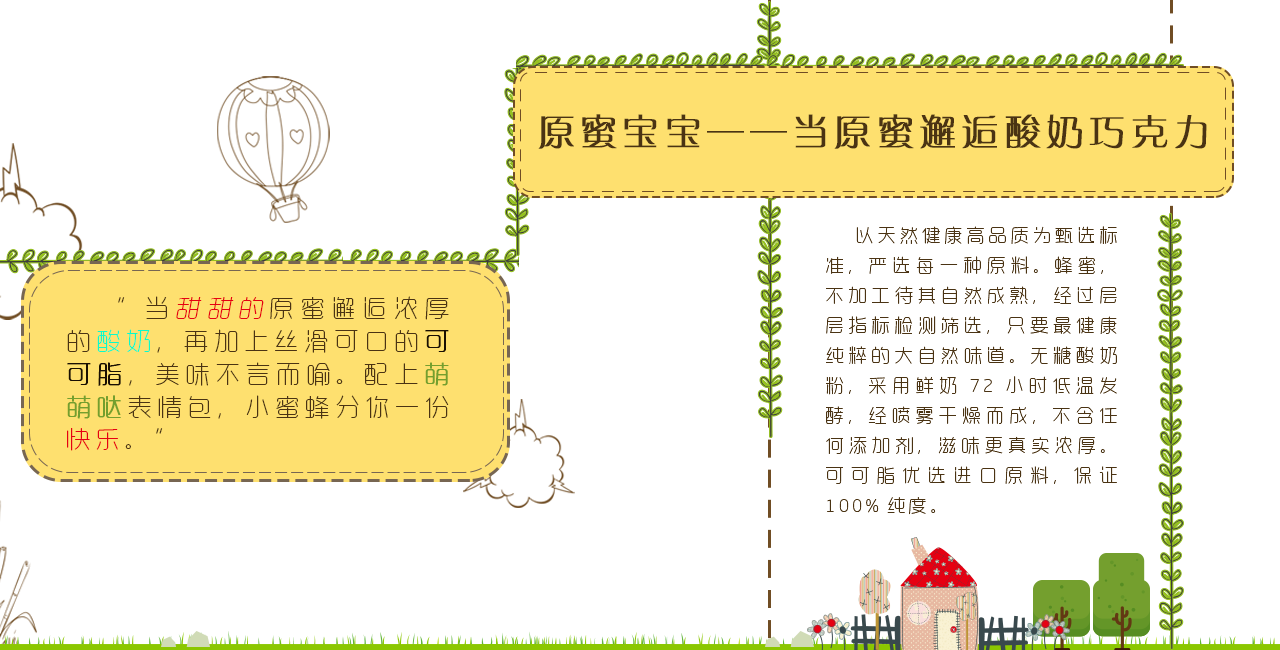 原蜜宝宝——当原蜜邂逅酸奶巧克力
“当甜甜的原蜜邂逅浓厚
的酸奶，再加上丝滑可口的可
可脂，美味不言而喻。配上萌
萌哒表情包，小蜜蜂分你一份
快乐。”
以天然健康高品质为甄选标
准，严选每一种原料。蜂蜜，
不加工待其自然成熟，经过层
层指标检测筛选，只要最健康
纯粹的大自然味道。无糖酸奶
粉，采用鲜奶 72 小时低温发
酵，经喷雾干燥而成，不含任
何添加剂，滋味更真实浓厚。
可可脂优选进口原料，保证
100% 纯度。